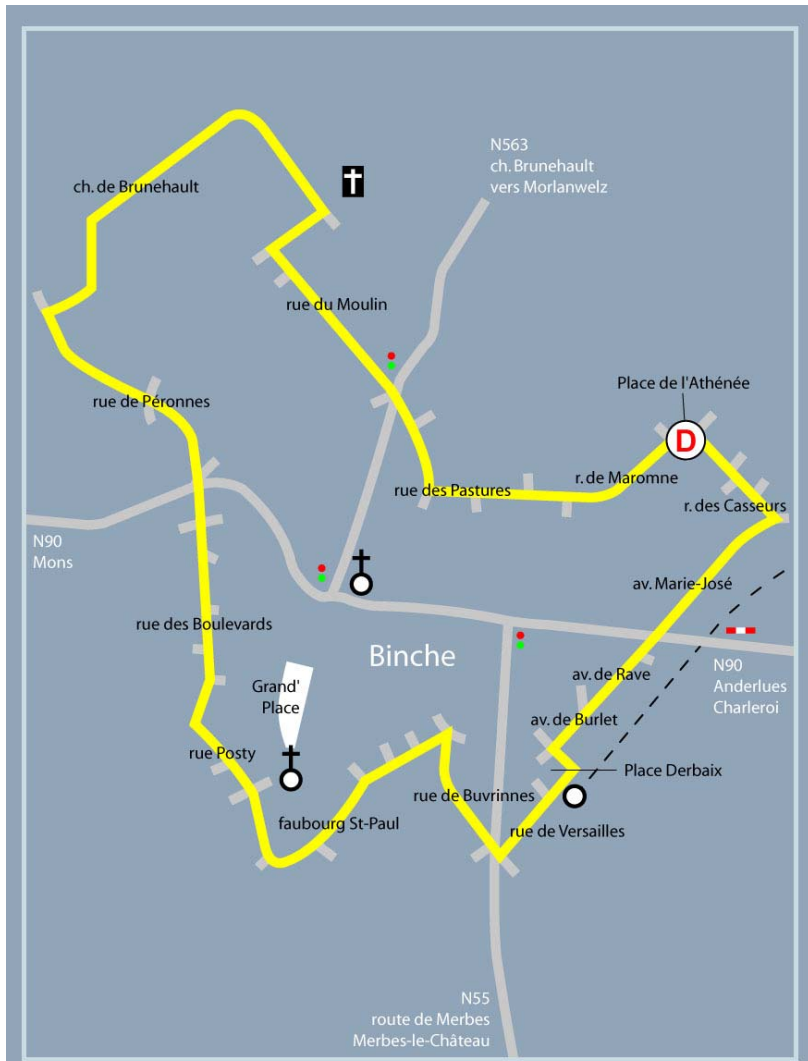 N563
ch. Brunehault
vers Morlanwelz
ch. de Brunehault
rue du Moulin
Place de l'Athénée
D
rue de Péronnes
r. de Maromne
rue des Pastures
r. des Casseurs
N90
Mons
av. Marie-José
rue des Boulevards
Binche
N90
Anderlues
Charleroi
Grand'
Place
av. de Rave
av. de Burlet
rue Posty
Place Derbaix
rue de Buvrinnes
faubourg St-Paul
rue de Versailles
N55
route de Merbes
Merbes-le-Château